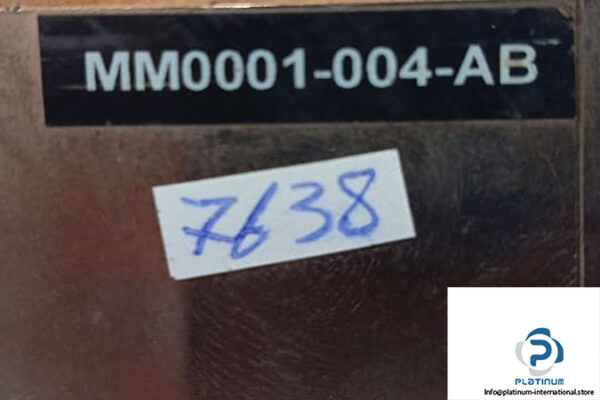 MM0001-004-AB
7638
PLATINUM
Info@platinum-international.store